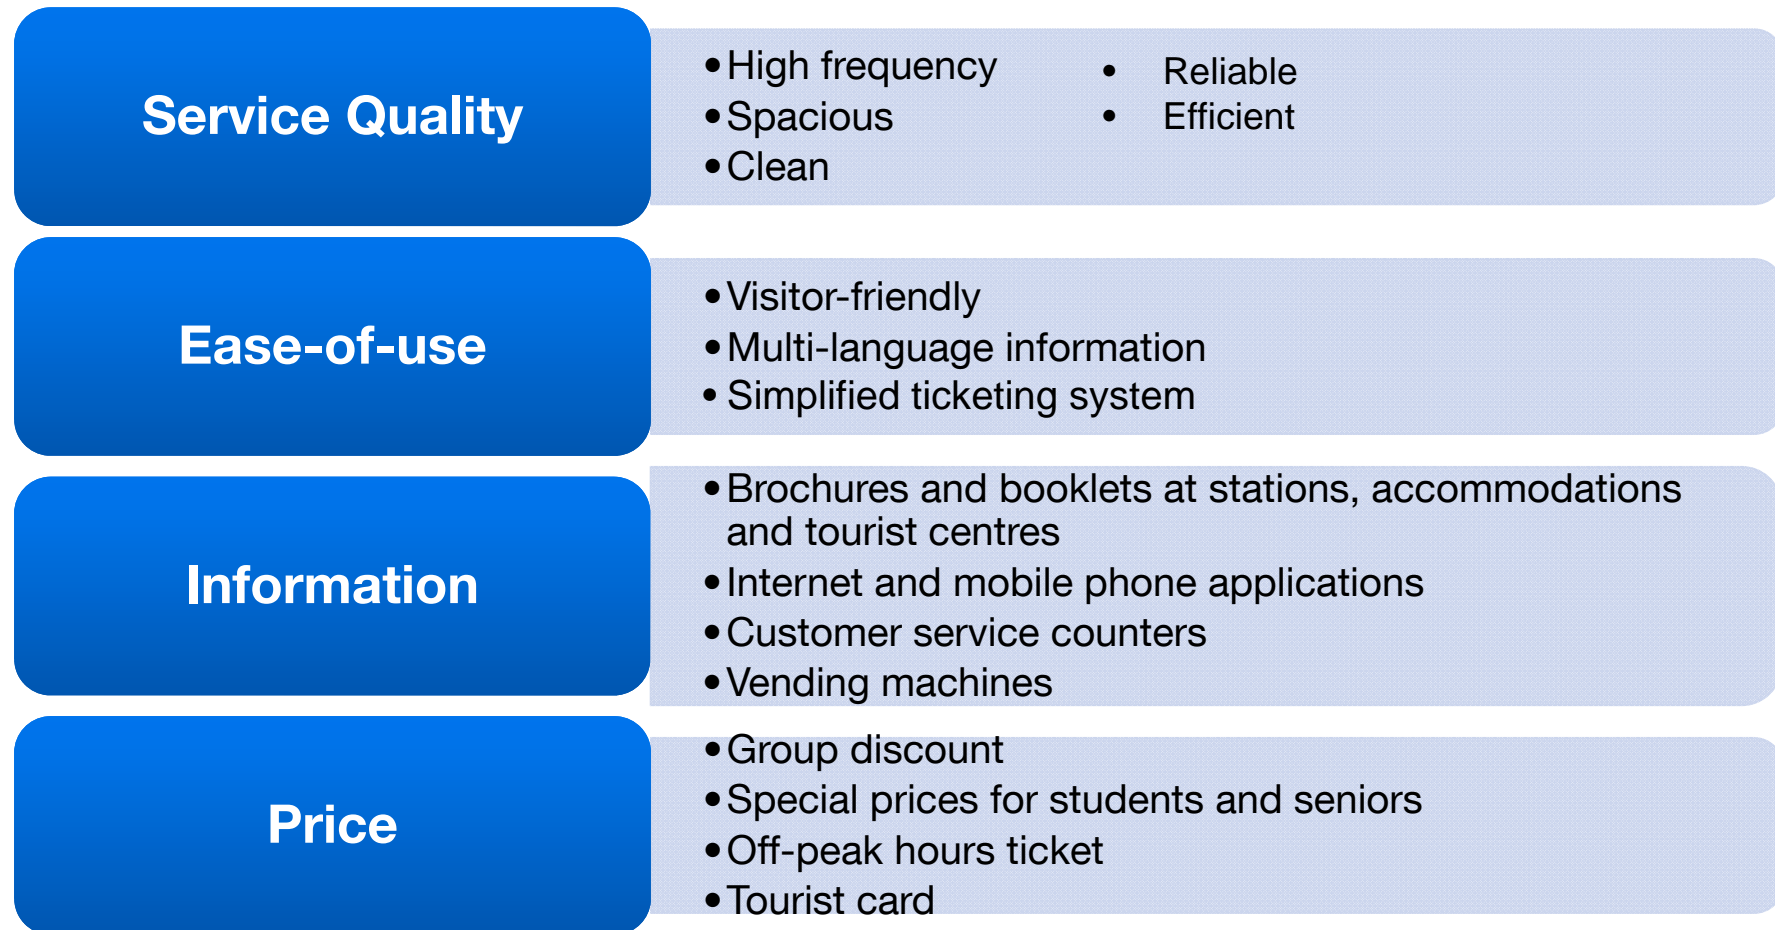 Service Quality
•High frequency
•Spacious
•Clean
• Reliable
• Efficient
Ease-of-use
•Visitor-friendly
•Multi-language information
•Simplified ticketing system
Information
•Brochures and booklets at stations, accommodations
and tourist centres
•Internet and mobile phone applications
•Customer service counters
•Vending machines
Price
•Group discount
•Special prices for students and seniors
•Off-peak hours ticket
•Tourist card